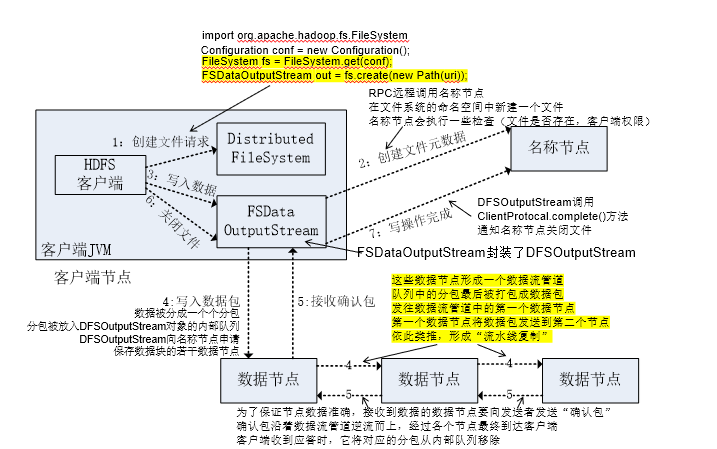 import org.apache.hadoop.fs.FileSystem
Configuration conf = new Configuration();
FileSystem fs = FileSystem.get(conf);
FSDataOutputStream out = fs.create(new Path(uri));
RPC远程调用名称节点
在文件系统的命名空间中新建一个文件
名称节点会执行一些检查（文件是否存在，客户端权限）
1：创建文件请求
Distributed
FileSystem
2：创建文件元数据
名称节点
HDFS
客户端
3：写入数据
6：关闭文件
FSData
OutputStream
7：写操作完成
DFSOutputStream调用
ClientProtocal.complete()方法
通知名称节点关闭文件
客户端JVM
FSDataOutputStream封装了DFSOutputStream
客户端节点
4:写入数据包
数据被分成一个个分包
分包被放入DFSOutputStream对象的内部队列
DFSOutputStream向名称节点申请
保存数据块的若干数据节点
5:接收确认包
这些数据节点形成一个数据流管道
队列中的分包最后被打包成数据包
发往数据流管道中的第一个数据节点
第一个数据节点将数据包发送到第二个节点
依此类推，形成“流水线复制”
数据节点
4
5
数据节点
4
5
数据节点
为了保证节点数据准确，接收到数据的数据节点要向发送者发送“确认包”
确认包沿着数据流管道逆流而上，经过各个节点最终到达客户端
客户端收到应答时，它将对应的分包从内部队列移除